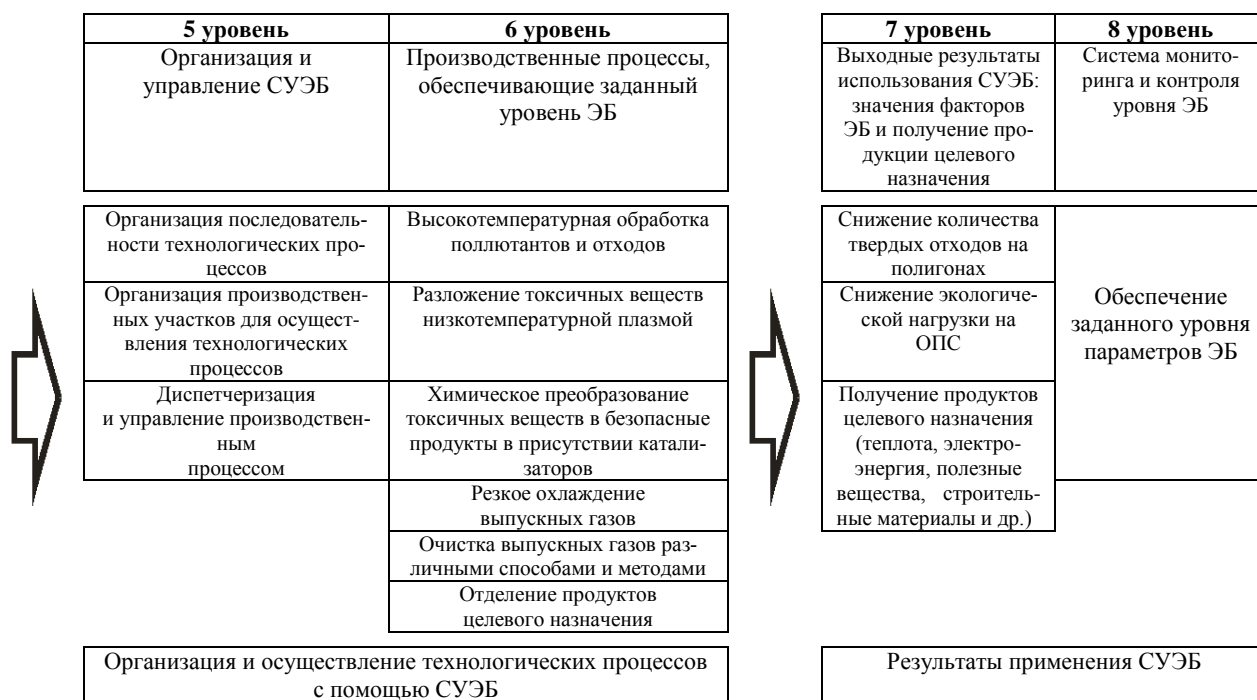 5 уровень
Организация и
управление СУЭБ
6 уровень
Производственные процессы,
обеспечивающие заданный
уровень ЭБ
Организация последователь-
ности технологических про-
цессов
Организация производствен-
ных участков для осущест-
вления технологических
процессов
Диспетчеризация
и управление производствен-
ным
процессом
Высокотемпературная обработка
поллютантов и отходов
Разложение токсичных веществ
низкотемпературной плазмой
Химическое преобразование
токсичных веществ в безопасные
продукты в присутствии катали-
заторов
Резкое охлаждение
выпускных газов
Очистка выпускных газов раз-
личными способами и методами
Отделение продуктов
целевого назначения
Организация и осуществление технологических процессов
с помощью СУЭБ
7 уровень
Выходные результаты
использования СУЭБ:
значения факторов
ЭБ и получение про-
дукции целевого
назначения
8 уровень
Система монито-
ринга и контроля
уровня ЭБ
Снижение количества
твердых отходов на
полигонах
Снижение экологиче-
ской нагрузки на
ОПС
Получение продуктов
целевого назначения
(теплота, электро-
энергия, полезные
вещества, строитель-
ные материалы и др.)
Обеспечение
заданного уровня
параметров ЭБ
Результаты применения СУЭБ